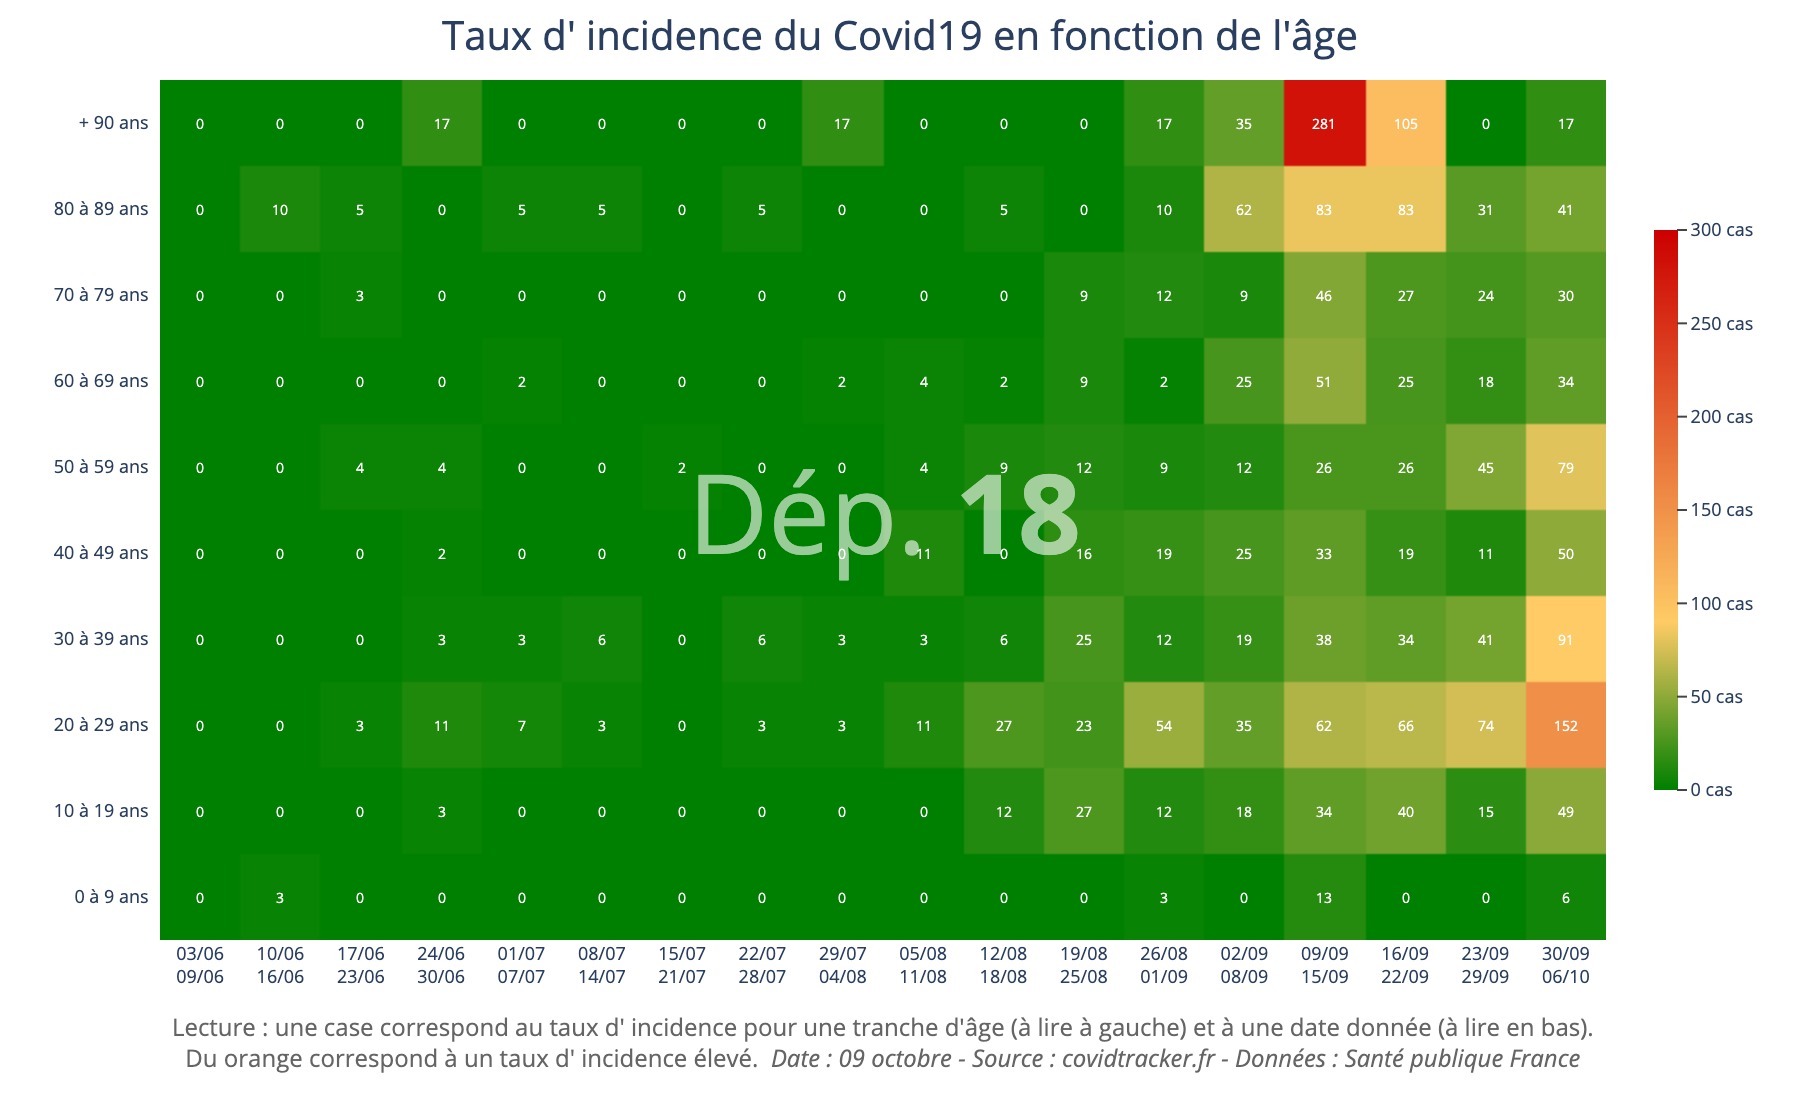 Taux d' incidence du Covid19 en fonction de l'âge
+ 90 ans 0 0 0 17 0 0 0 0 17 0 0 0 17 35 281 105 0 17
80 à 89 ans 0 10 5 0 5 5 0 5 0 0 5 0 10 62 83 83 31 41
70 à 79 ans 0 0 3 0 0 0 0 0 0 0 0 9 12 9 46 27 24 30
60 à 69 ans 0 0 0 0 2 0 0 0 2 4 2 9 2 25 51 25 18 34
50 à 59 ans 0 0 4 4 0 0 2 0 0 4 9 12 9 12 26 26 45 79
Dép. 18
40 à 49 ans 0 0 0 2 0 0 0 0 0 11 0 16 19 25 33 19 11 50
30 à 39 ans 0 0 0 3 3 6 0 6 3 3 6 25 12 19 38 34 41 91
20 à 29 ans 0 0 3 11 7 3 0 3 3 11 27 23 54 35 62 66 74 152
10 à 19 ans 0 0 0 3 0 0 0 0 0 0 12 27 12 18 34 40 15 49
0 à 9 ans 0 3 0 0 0 0 0 0 0 0 0 0 3 0 13 0 0 6
03/06 10/06 17/06 24/06 01/07 08/07 15/07 22/07 29/07 05/08 12/08 19/08 26/08 02/09 09/09 16/09 23/09 30/09
09/06 16/06 23/06 30/06 07/07 14/07 21/07 28/07 04/08 11/08 18/08 25/08 01/09 08/09 15/09 22/09 29/09 06/10
300 cas
250 cas
200 cas
150 cas
100 cas
50 cas
0 cas
Lecture : une case correspond au taux d' incidence pour une tranche d'âge (à lire à gauche) et à une date donnée (à lire en bas).
Du orange correspond à un taux d' incidence élevé. Date : 09 octobre - Source : covidtracker.fr - Données : Santé publique France